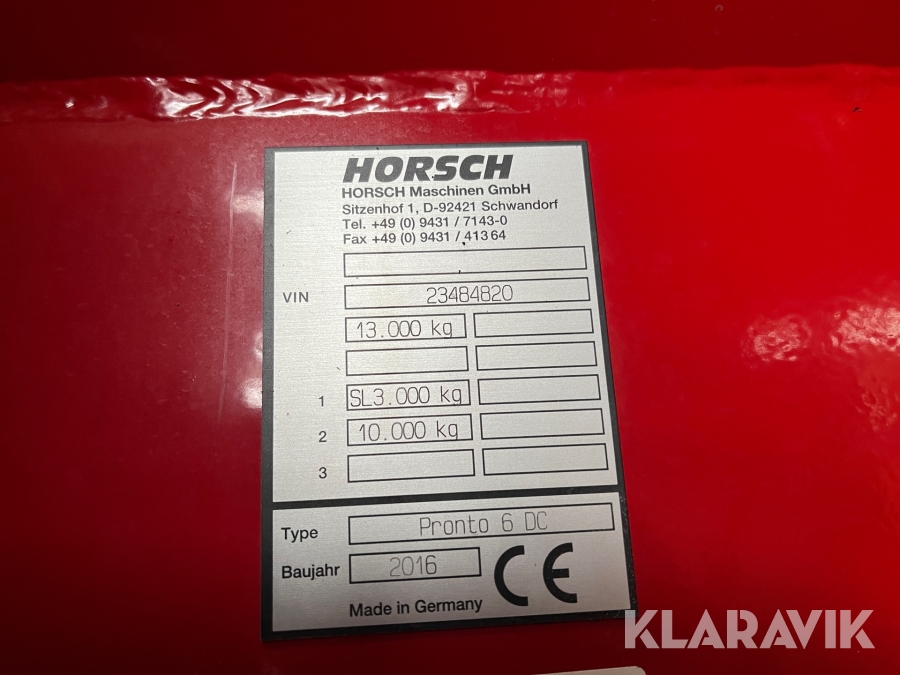 HORSCH
HORSCH Maschinen GmbH
Sitzenhof 1, D-92421 Schwandorf
Tel. +49 (0) 9431 / 7143-0
Fax +49 (0) 9431 / 413 64
VIN 23484820
13.000 kg
1 SL3.000 kg
2 10.000 kg
3
Type Pronto 6 DC
Baujahr 2016 CE
Made in Germany
KLARAVIK